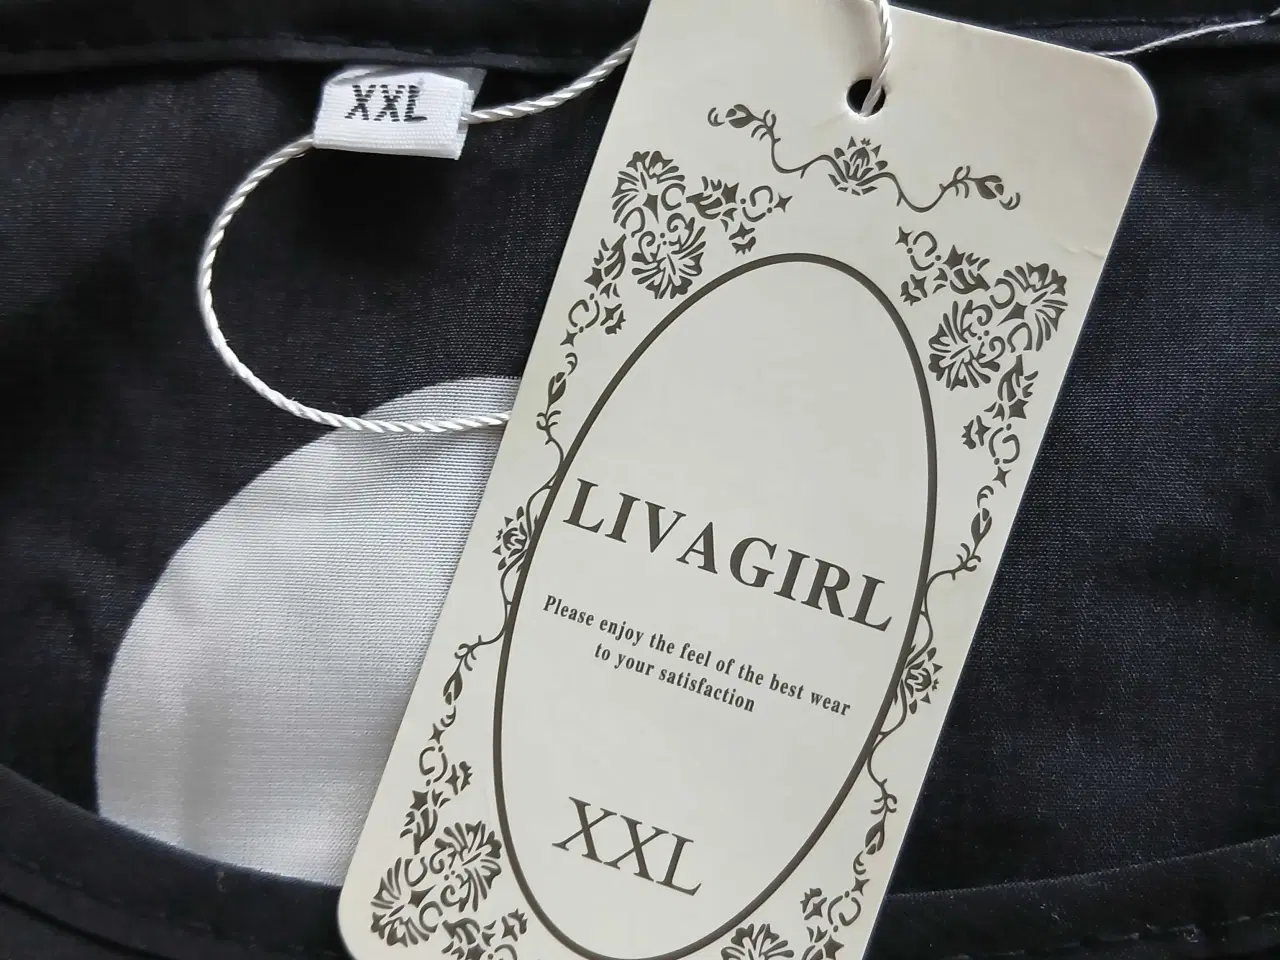 XXL
LIVAGIRL
Please enjoy the feel of the best wear
to your satisfaction
XXL